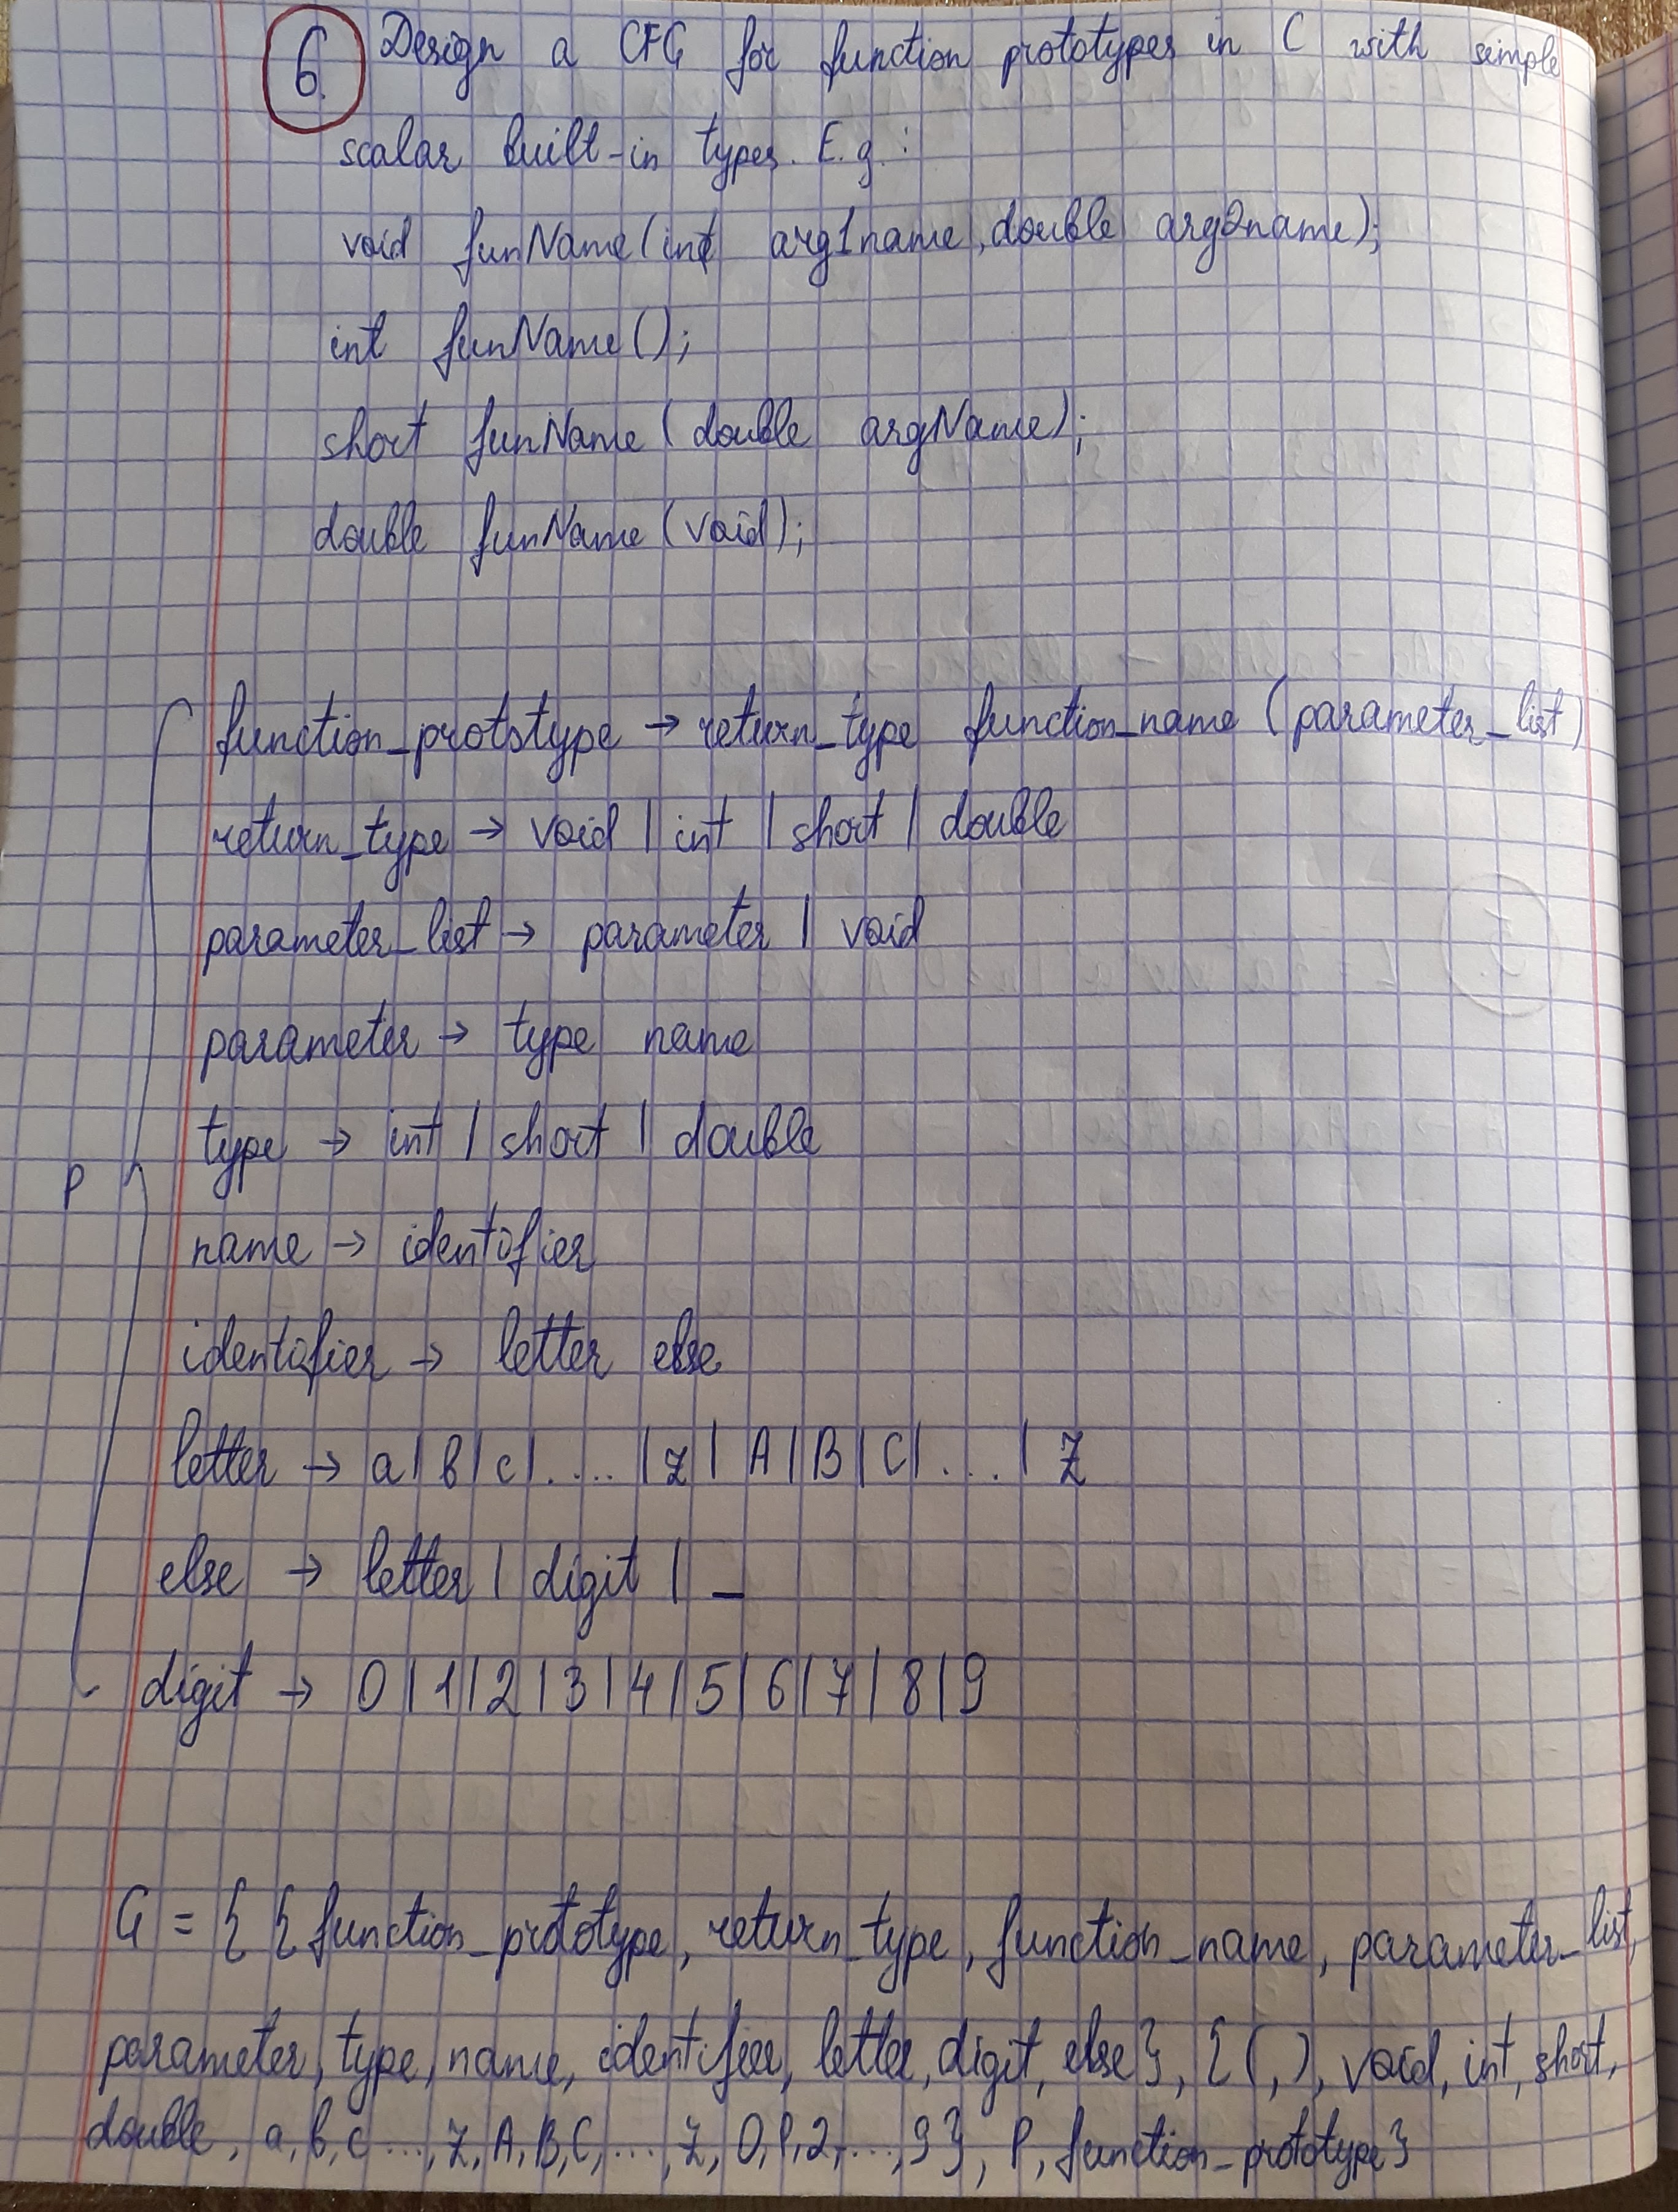 6. Design a CFG for function prototypes in C with simple
scalar built-in types. E.g.:
void funName(int arg1name, double arg2name);
int funName();
short funName(double argName);
double funName(void);
function_prototype → return_type function_name (parameter_list)
return_type → void | int | short | double
parameter_list → parameter | void
parameter → type name
type → int | short | double
P
name → identifier
identifier → letter else
letter → a | b | c | .... | z | A | B | C | .... | Z
else → letter | digit | _
digit → 0 | 1 | 2 | 3 | 4 | 5 | 6 | 7 | 8 | 9
G = { { function_prototype, return_type, function_name, parameter_list,
parameter, type, name, identifier, letter, digit, else }, { (, ), void, int, short,
double, a, b, c ..., z, A, B, C, ..., Z, 0, 1, 2, ..., 9 }, P, function_prototype }